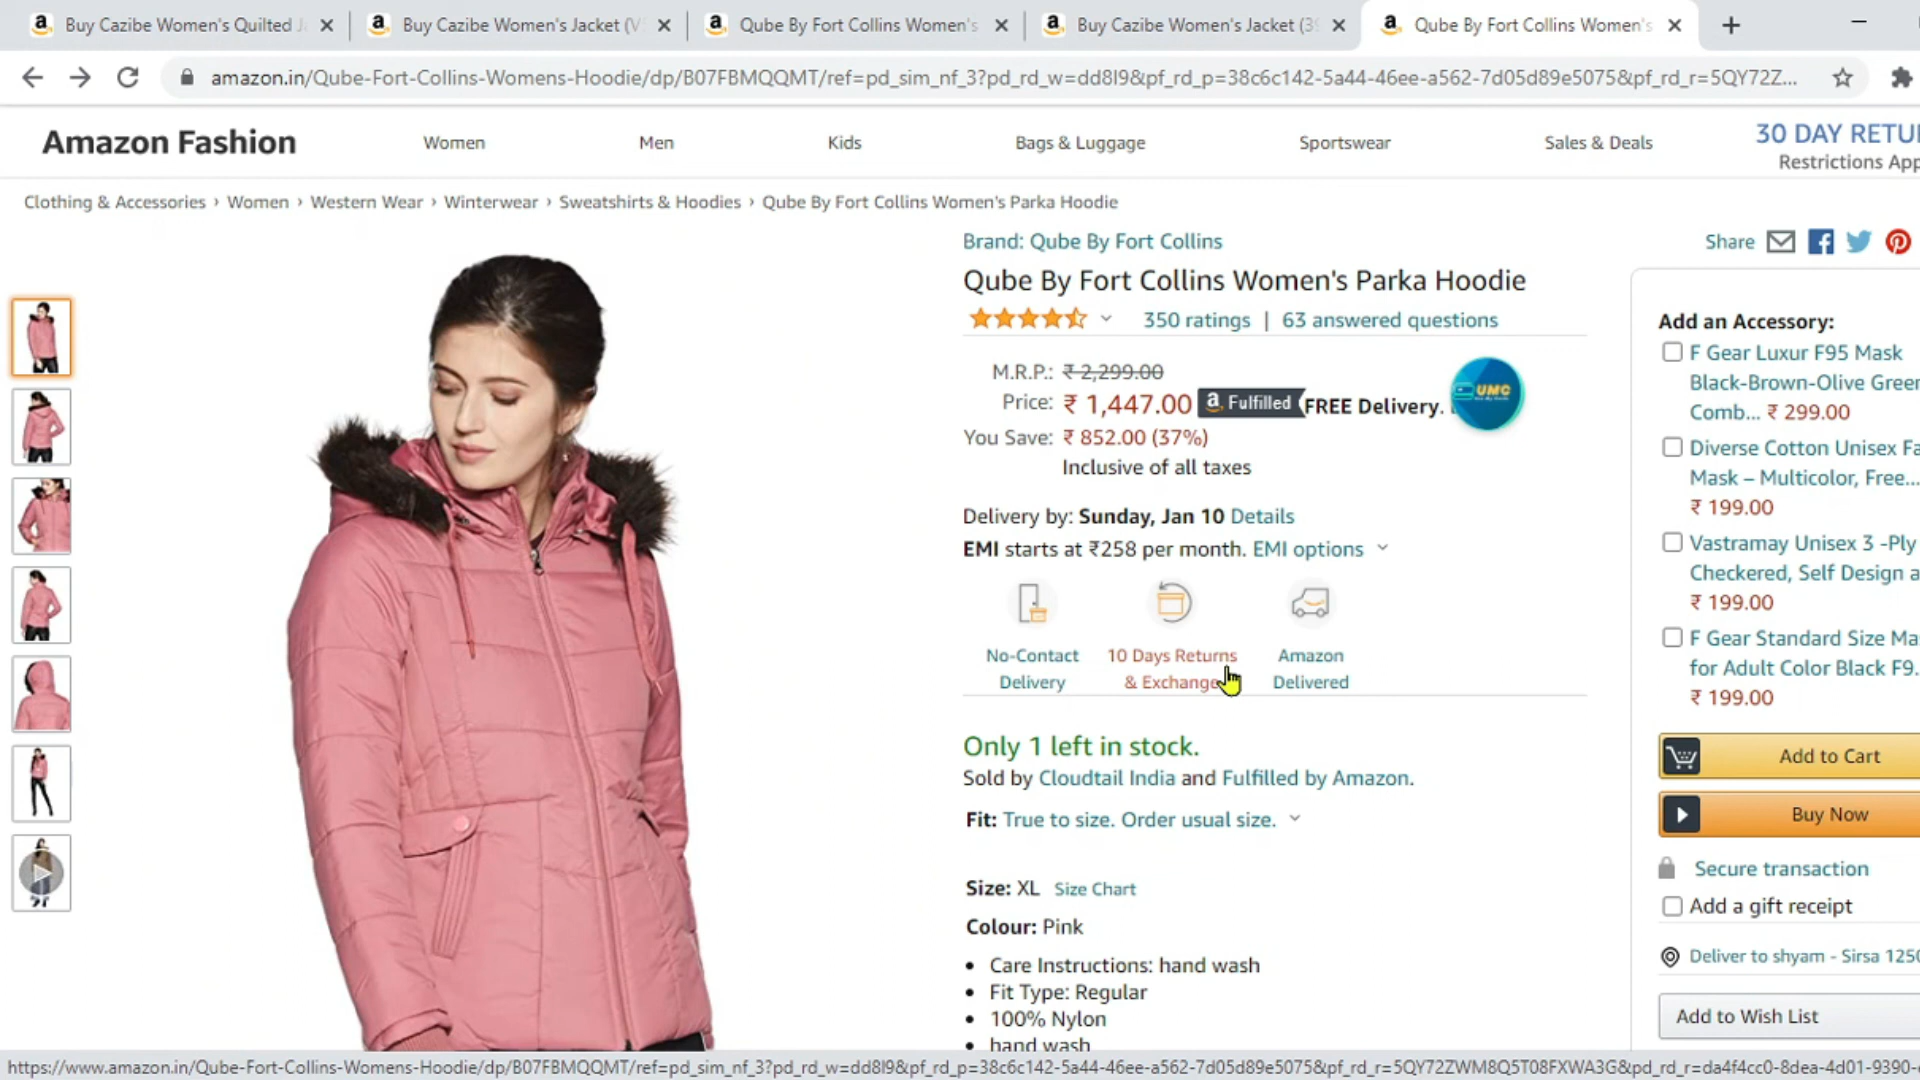 Buy Cazibe Women's Quilted J
Buy Cazibe Women's Jacket (V
Qube By Fort Collins Women's
Buy Cazibe Women's Jacket (39
Qube By Fort Collins Women's
amazon.in/Qube-Fort-Collins-Womens-Hoodie/dp/B07FBMQQMT/ref=pd_sim_nf_3?pd_rd_w=dd8I9&pf_rd_p=38c6c142-5a44-46ee-a562-7d05d89e5075&pf_rd_r=5QY72Z...
Amazon Fashion
Women
Men
Kids
Bags & Luggage
Sportswear
Sales & Deals
30 DAY RETU
Restrictions App
Clothing & Accessories › Women › Western Wear › Winterwear › Sweatshirts & Hoodies › Qube By Fort Collins Women's Parka Hoodie
Brand: Qube By Fort Collins
Share
Qube By Fort Collins Women's Parka Hoodie
350 ratings | 63 answered questions
M.R.P.: ₹ 2,299.00
Price: ₹ 1,447.00 a Fulfilled FREE Delivery.
UMC
You Save: ₹ 852.00 (37%)
Inclusive of all taxes
Delivery by: Sunday, Jan 10 Details
EMI starts at ₹258 per month. EMI options
No-Contact
Delivery
10 Days Returns
& Exchange
Amazon
Delivered
Only 1 left in stock.
Sold by Cloudtail India and Fulfilled by Amazon.
Fit: True to size. Order usual size.
Size: XL Size Chart
Colour: Pink
• Care Instructions: hand wash
• Fit Type: Regular
• 100% Nylon
• hand wash
Add an Accessory:
F Gear Luxur F95 Mask
Black-Brown-Olive Green
Comb... ₹ 299.00
Diverse Cotton Unisex Fa
Mask – Multicolor, Free...
₹ 199.00
Vastramay Unisex 3 -Ply
Checkered, Self Design a
₹ 199.00
F Gear Standard Size Mas
for Adult Color Black F9.
₹ 199.00
Add to Cart
Buy Now
Secure transaction
Add a gift receipt
Deliver to shyam - Sirsa 1250
Add to Wish List
https://www.amazon.in/Qube-Fort-Collins-Womens-Hoodie/dp/B07FBMQQMT/ref=pd_sim_nf_3?pd_rd_w=dd8I9&pf_rd_p=38c6c142-5a44-46ee-a562-7d05d89e5075&pf_rd_r=5QY72ZWM8Q5T08FXWA3G&pd_rd_r=da4f4cc0-8dea-4d01-9390-